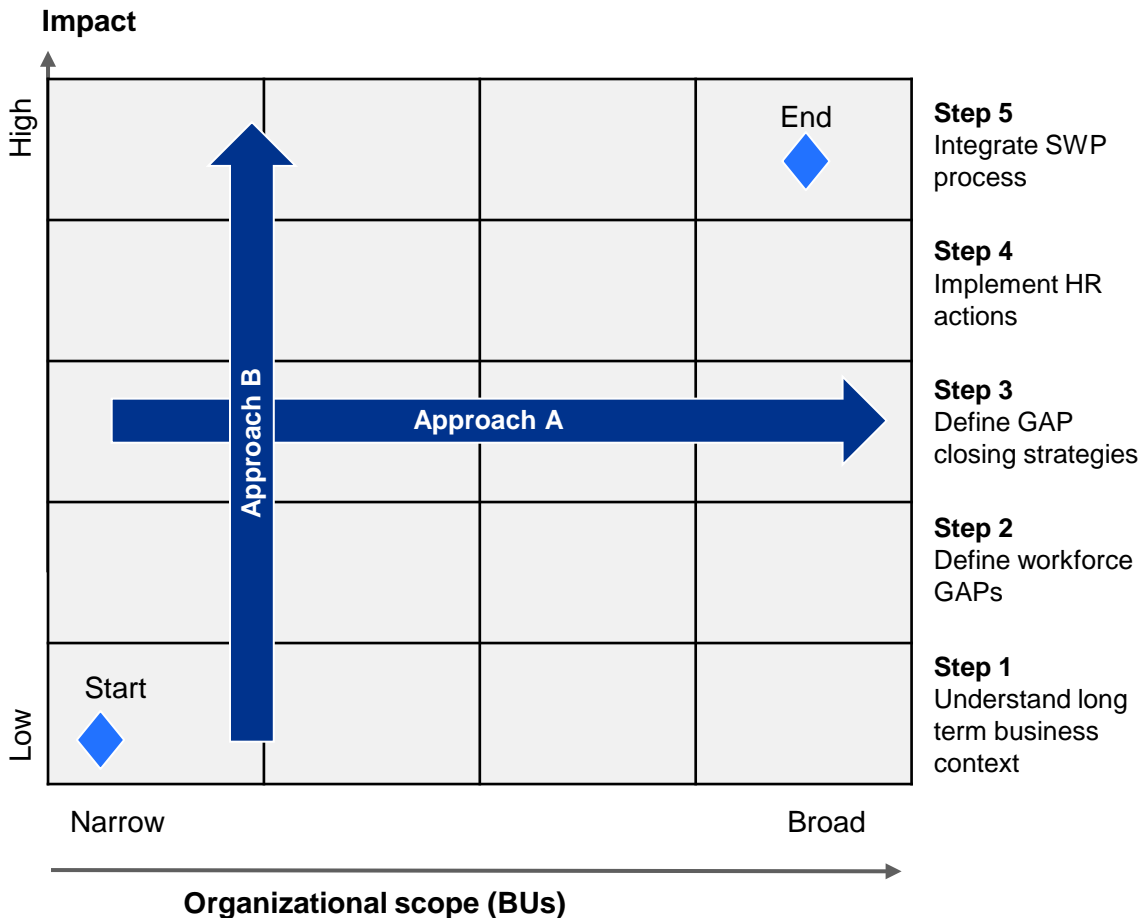 Impact
High
End
Step 5
Integrate SWP
process
Step 4
Implement HR
actions
Approach B
Approach A
Step 3
Define GAP
closing strategies
Step 2
Define workforce
GAPs
Start
Low
Step 1
Understand long
term business
context
Narrow
Broad
Organizational scope (BUs)